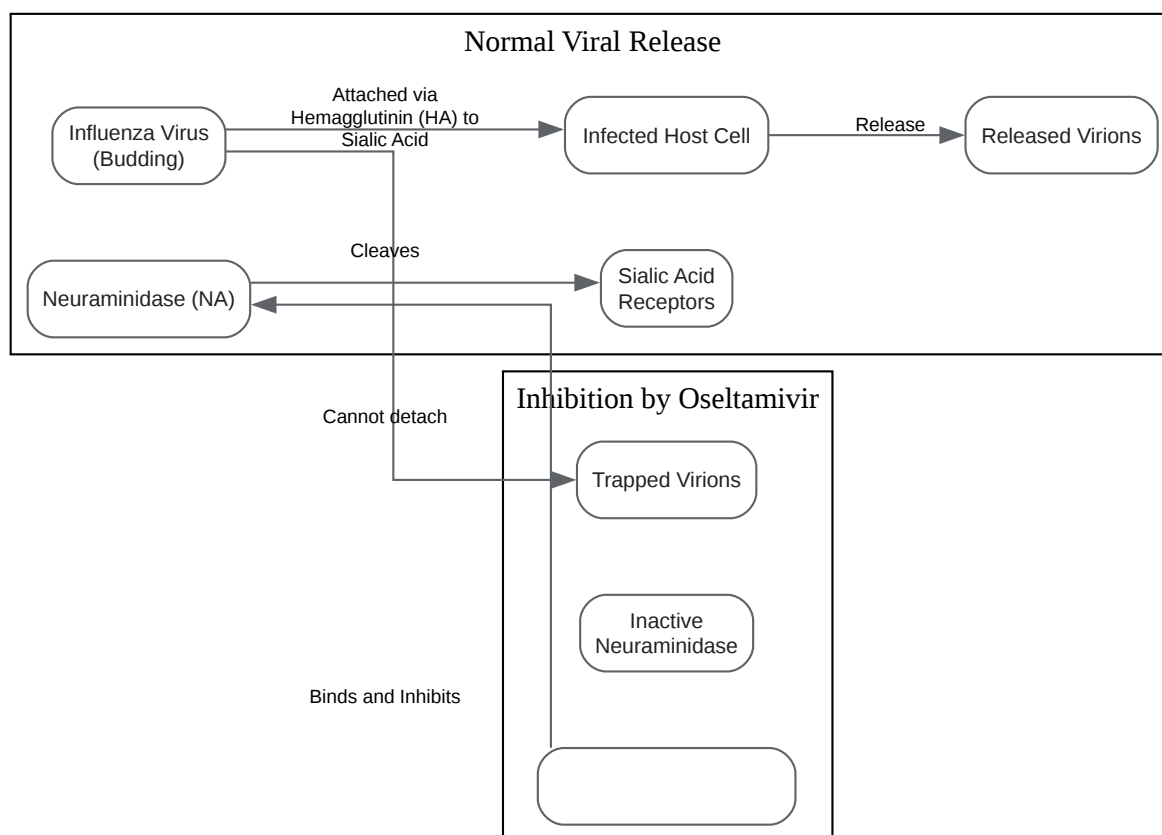 Normal Viral Release
Attached via
Hemagglutinin (HA) to
Sialic Acid
Influenza Virus
(Budding)
Infected Host Cell
Release
Released Virions
Cleaves
Neuraminidase (NA)
Sialic Acid
Receptors
Inhibition by Oseltamivir
Cannot detach
Trapped Virions
Inactive
Neuraminidase
Binds and Inhibits